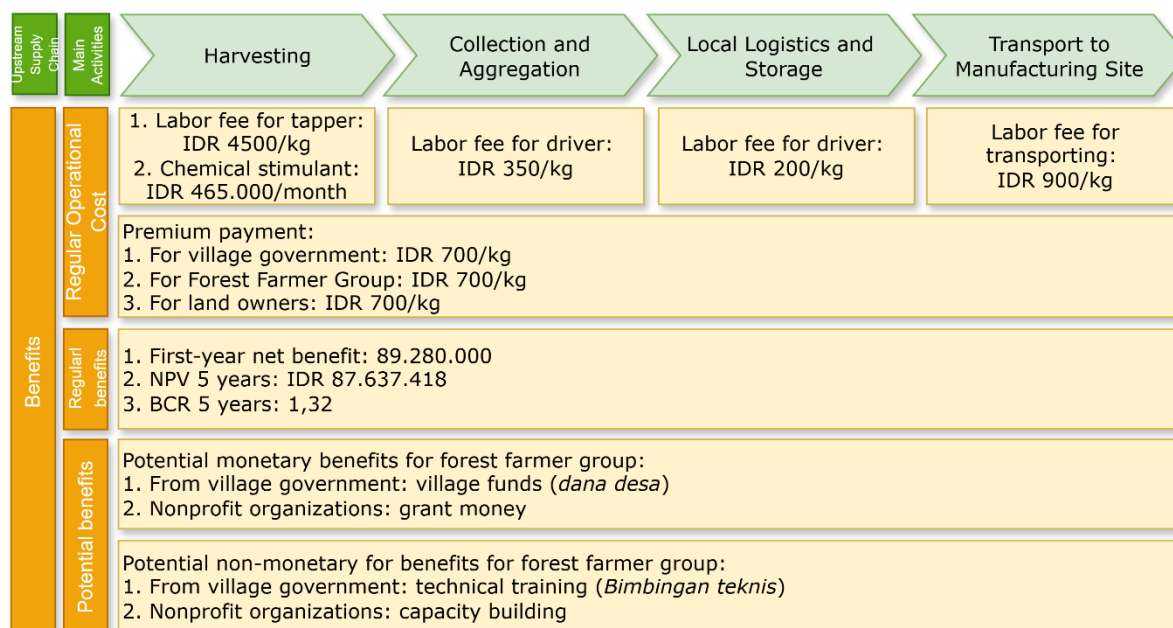 Upstream
Supply
Chain
Main
Activities
Harvesting
Collection and
Aggregation
Local Logistics and
Storage
Transport to
Manufacturing Site
Benefits
Regular Operational
Cost
1. Labor fee for tapper:
IDR 4500/kg
2. Chemical stimulant:
IDR 465.000/month
Labor fee for driver:
IDR 350/kg
Labor fee for driver:
IDR 200/kg
Labor fee for
transporting:
IDR 900/kg
Premium payment:
1. For village government: IDR 700/kg
2. For Forest Farmer Group: IDR 700/kg
3. For land owners: IDR 700/kg
Regularl
benefits
1. First-year net benefit: 89.280.000
2. NPV 5 years: IDR 87.637.418
3. BCR 5 years: 1,32
Potential benefits
Potential monetary benefits for forest farmer group:
1. From village government: village funds (dana desa)
2. Nonprofit organizations: grant money
Potential non-monetary for benefits for forest farmer group:
1. From village government: technical training (Bimbingan teknis)
2. Nonprofit organizations: capacity building